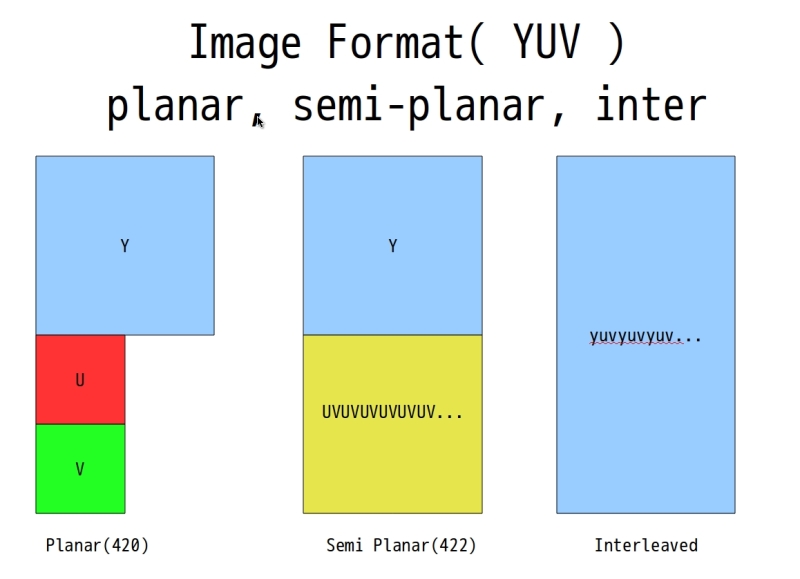 Image Format( YUV )
planar, semi-planar, inter
Y
U
V
Planar(420)
Y
UVUVUVUVUVUV...
Semi Planar(422)
yuvyuvyuv...
Interleaved